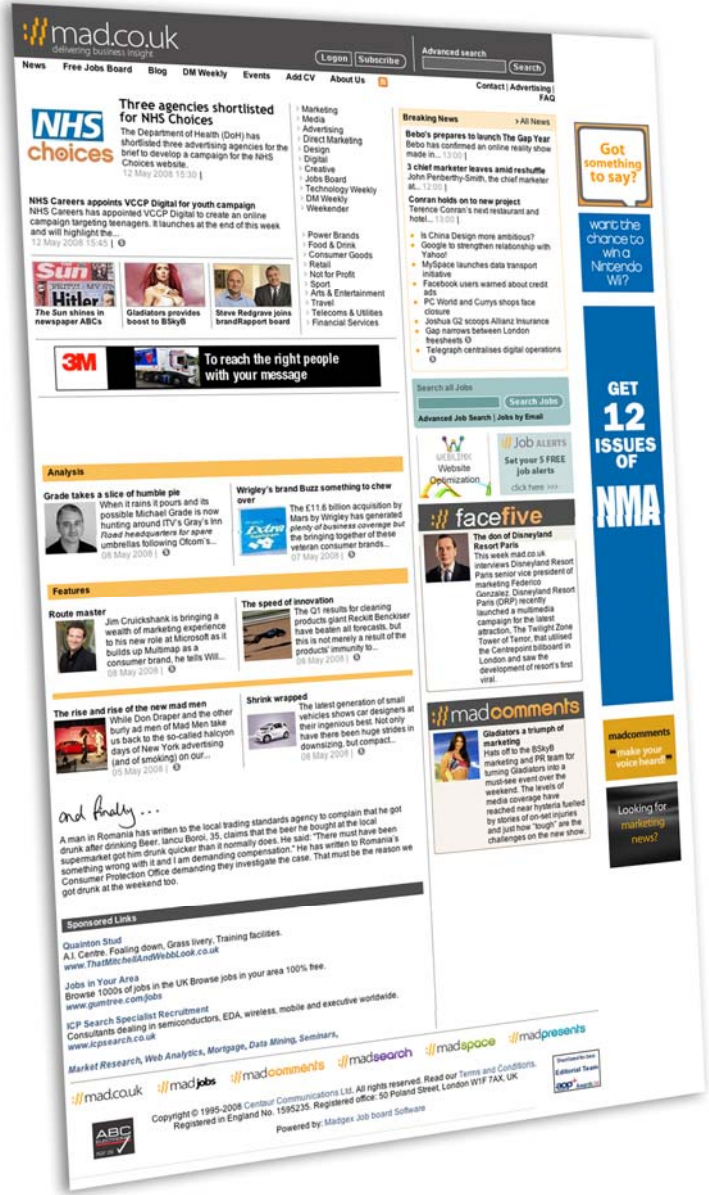 :// mad.co.uk
delivering business insight
Logon Subscribe
Advanced search
Search
News Free Jobs Board Blog DM Weekly Events Add CV About Us
Contact | Advertising |
FAQ
NHS
choices
Three agencies shortlisted
for NHS Choices
The Department of Health (DoH) has
shortlisted three advertising agencies for the
brief to develop a campaign for the NHS
Choices website.
12 May 2008 15:30 |
NHS Careers appoints VCCP Digital for youth campaign
NHS Careers has appointed VCCP Digital to create an online
campaign targeting teenagers. It launches at the end of this week
and will highlight the...
12 May 2008 15:45 |
Sun
Hitler
The Sun shines in
newspaper ABCs
Gladiators provides
boost to BSkyB
Steve Redgrave joins
brandRapport board
› Marketing
› Media
› Advertising
› Direct Marketing
› Design
› Digital
› Creative
› Jobs Board
› Technology Weekly
› DM Weekly
› Weekender
› Power Brands
› Food & Drink
› Consumer Goods
› Retail
› Not for Profit
› Sport
› Arts & Entertainment
› Travel
› Telecoms & Utilities
› Financial Services
Breaking News › All News
Bebo's prepares to launch The Gap Year
Bebo has confirmed an online reality show
made in... 13:00 |
3 chief marketer leaves amid reshuffle
John Penberthy-Smith, the chief marketer
at... 12:00 |
Conran holds on to new project
Terence Conran's next restaurant and
hotel... 13:00 |
Is China Design more ambitious?
Google to strengthen relationship with
Yahoo!
MySpace launches data transport
initiative
Facebook users warned about credit
ads
PC World and Currys shops face
closure
Joshua G2 scoops Allianz Insurance
Gap narrows between London
freesheets
Telegraph centralises digital operations
3M
To reach the right people
with your message
Search all Jobs
Search Jobs
Advanced Job Search | Jobs by Email
WEBLINK
Website
Optimization
:// Job ALERTS
Set your 5 FREE
job alerts
click here >>>
Analysis
Grade takes a slice of humble pie
When it rains it pours and its
possible Michael Grade is now
hunting around ITV's Gray's Inn
Road headquarters for spare
umbrellas following Ofcom's...
08 May 2008 |
Wrigley's brand Buzz something to chew
over
Extra
The £11.6 billion acquisition by
Mars by Wrigley has generated
plenty of business coverage but
the bringing together of these
veteran consumer brands...
07 May 2008 |
Features
Route master
Jim Cruickshank is bringing a
wealth of marketing experience
to his new role at Microsoft as it
builds up Multimap as a
consumer brand, he tells Will...
08 May 2008 |
The speed of innovation
The Q1 results for cleaning
products giant Reckitt Benckiser
have beaten all forecasts, but
this is not merely a result of the
products' immunity to...
08 May 2008 |
The rise and rise of the new mad men
While Don Draper and the other
burly ad men of Mad Men take
us back to the so-called halcyon
days of New York advertising
(and of smoking) on our...
05 May 2008 |
Shrink wrapped
The latest generation of small
vehicles shows car designers at
their ingenious best. Not only
have there been huge strides in
downsizing, but compact...
08 May 2008 |
:// facefive
The don of Disneyland
Resort Paris
This week mad.co.uk
interviews Disneyland Resort
Paris senior vice president of
marketing Federico
Gonzalez. Disneyland Resort
Paris (DRP) recently
launched a multimedia
campaign for the latest
attraction, The Twilight Zone
Tower of Terror, that utilised
the Centrepoint billboard in
London and saw the
development of resort's first
viral.
:// madcomments
Gladiators a triumph of
marketing
Hats off to the BSkyB
marketing and PR team for
turning Gladiators into a
must-see event over the
weekend. The levels of
media coverage have
reached near hysteria fuelled
by stories of on-set injuries
and just how "tough" are the
challenges on the new show.
Got
something
to say?
want the
chance to
win a
Nintendo
Wii?
GET
12
ISSUES
OF
NMA
madcomments
"make your
voice heard!"
Looking for
marketing
news?
and finally...
A man in Romania has written to the local trading standards agency to complain that he got
drunk after drinking Beer. Iancu Boroi, 35, claims that the beer he bought at the local
supermarket got him drunk quicker than it normally does. He said: "There must have been
something wrong with it and I am demanding compensation." He has written to Romania's
Consumer Protection Office demanding they investigate the case. That must be the reason we
got drunk at the weekend too.
Sponsored Links
Quainton Stud
A.I. Centre. Foaling down, Grass livery, Training facilities.
www.ThatMitchellAndWebbLook.co.uk
Jobs in Your Area
Browse 1000s of jobs in the UK Browse jobs in your area 100% free.
www.gumtree.com/jobs
ICP Search Specialist Recruitment
Consultants dealing in semiconductors, EDA, wireless, mobile and executive worldwide.
www.icpsearch.co.uk
Market Research, Web Analytics, Mortgage, Data Mining, Seminars,
:// mad.co.uk :// madjobs :// madcomments :// madsearch :// madspace :// madpresents
ABC
ELECTRONIC
Copyright © 1995-2008 Centaur Communications Ltd. All rights reserved. Read our Terms and Conditions.
Registered in England No. 1595235. Registered office: 50 Poland Street, London W1F 7AX, UK
Powered by: Madgex Job board Software
Editorial Team
aop